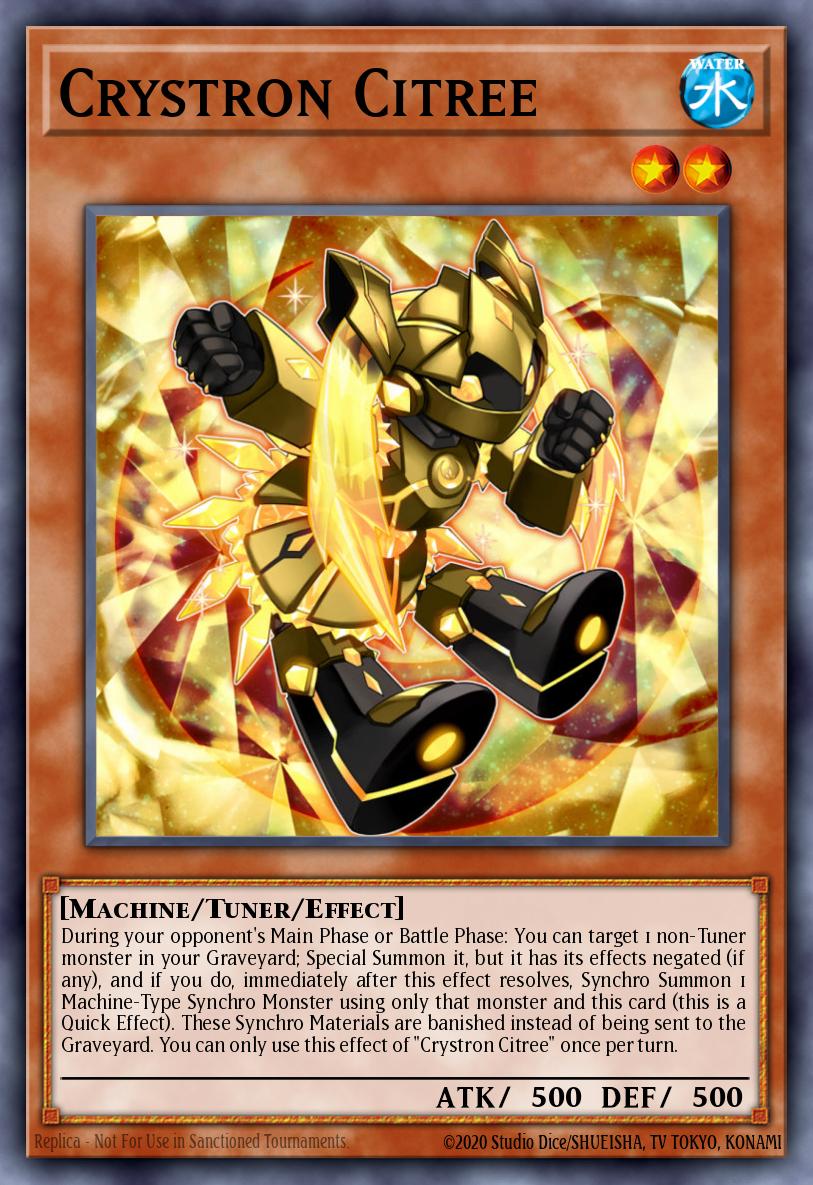 Crystron Citree
WATER
水
[Machine/Tuner/Effect]
During your opponent's Main Phase or Battle Phase: You can target 1 non-Tuner
monster in your Graveyard; Special Summon it, but it has its effects negated (if
any), and if you do, immediately after this effect resolves, Synchro Summon 1
Machine-Type Synchro Monster using only that monster and this card (this is a
Quick Effect). These Synchro Materials are banished instead of being sent to the
Graveyard. You can only use this effect of "Crystron Citree" once per turn.
ATK/ 500 DEF/ 500
Replica - Not For Use in Sanctioned Tournaments.
©2020 Studio Dice/SHUEISHA, TV TOKYO, KONAMI